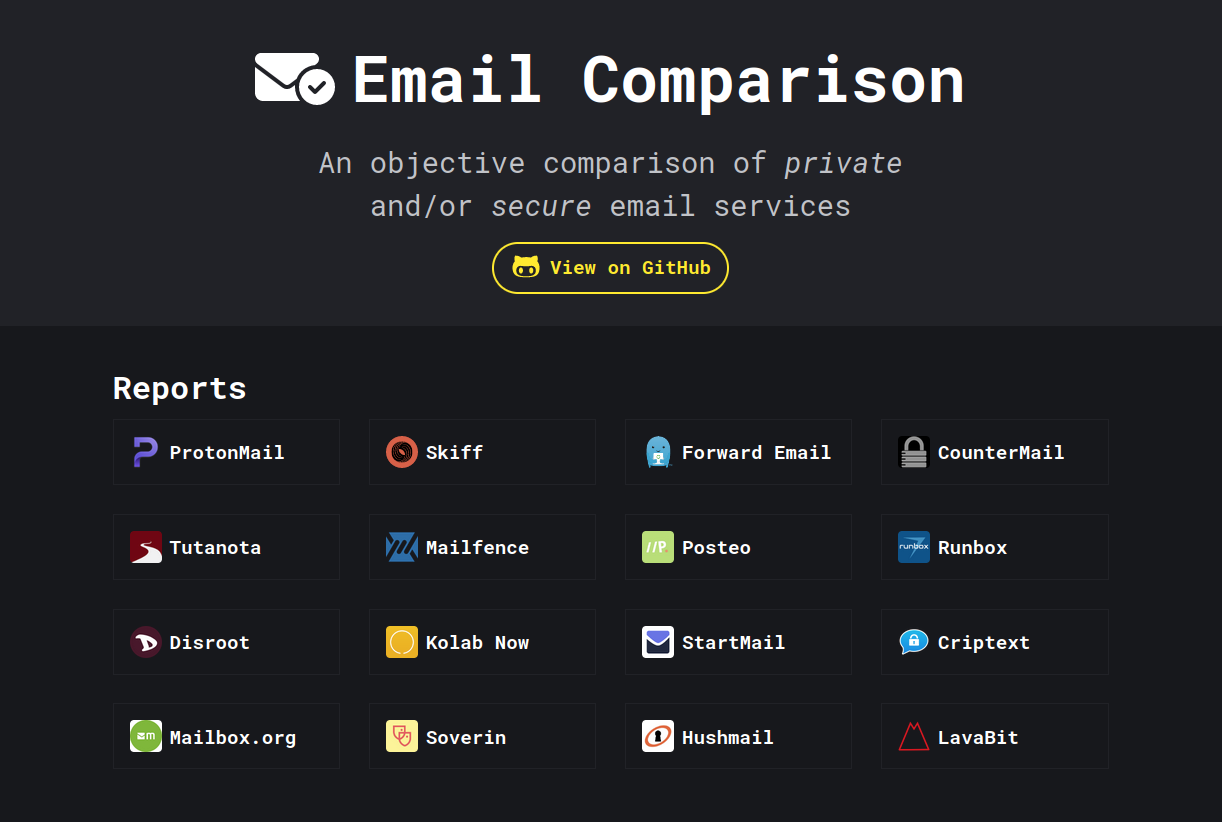 Email Comparison
An objective comparison of private
and/or secure email services
View on GitHub
Reports
ProtonMail
Skiff
Forward Email
CounterMail
Tutanota
Mailfence
//P.
Posteo
runbox
Runbox
Disroot
Kolab Now
StartMail
Criptext
m
Mailbox.org
Soverin
Hushmail
LavaBit